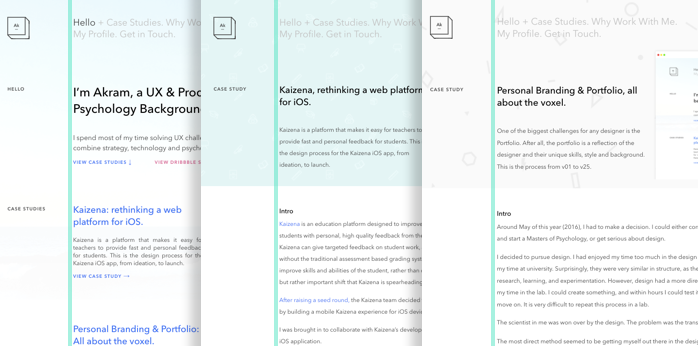 Ak
Hello + Case Studies. Why Wo
My Profile. Get in Touch.
HELLO
I'm Akram, a UX & Proc
Psychology Backgroun
I spend most of my time solving UX chall
combine strategy, technology and psych
VIEW CASE STUDIES ↓
VIEW DRIBBBLE S
CASE STUDIES
Kaizena: rethinking a web
platform for iOS.
Kaizena is a platform that makes it easy fo
teachers to provide fast and personal feedbac
for students. This is the design process for the
Kaizena iOS app, from ideation, to launch.
VIEW CASE STUDY →
Personal Branding & Portfolio:
All about the voxel.
Ak
+ Case Studies. Why Work
My Profile. Get in Touch.
CASE STUDY
Kaizena, rethinking a web platform
for iOS.
Kaizena is a platform that makes it easy for teachers to
provide fast and personal feedback for students. This
the design process for the Kaizena iOS app, from
ideation, to launch.
Intro
Kaizena is an education platform designed to improve
students with personal, high quality feedback from the
Kaizena can give targeted feedback on student work,
without the traditional assessment based grading syst
improve skills and abilities of the student, rather than
but rather important shift that Kaizena is spearheading
After raising a seed round, the Kaizena team decided
by building a mobile Kaizena experience for iOS devi
I was brought in to collaborate with Kaizena's develop
iOS application.
Ak
Hello + Case Studies. Why Work With Me.
My Profile. Get in Touch.
CASE STUDY
Personal Branding & Portfolio, all
about the voxel.
One of the biggest challenges for any designer is the
Portfolio. After all, the portfolio is a reflection of the
designer and their unique skills, style and background.
This is the process from v01 to v25.
Intro
Around May of this year (2016), I had to make a decision. I could either cor
and start a Masters of Psychology, or get serious about design.
I decided to pursue design. I had enjoyed my time too much in the design
my time at university. Surprisingly, they were very similar in structure, as the
research, learning, and experimentation. However, design had a more dire
my time in the lab. I could create something, and within hours I could test t
move on. It is very difficult to repeat this process in a lab.
The scientist in me was won over by the design. The problem was the trans
The most direct method seemed to be getting myself out there in the desi